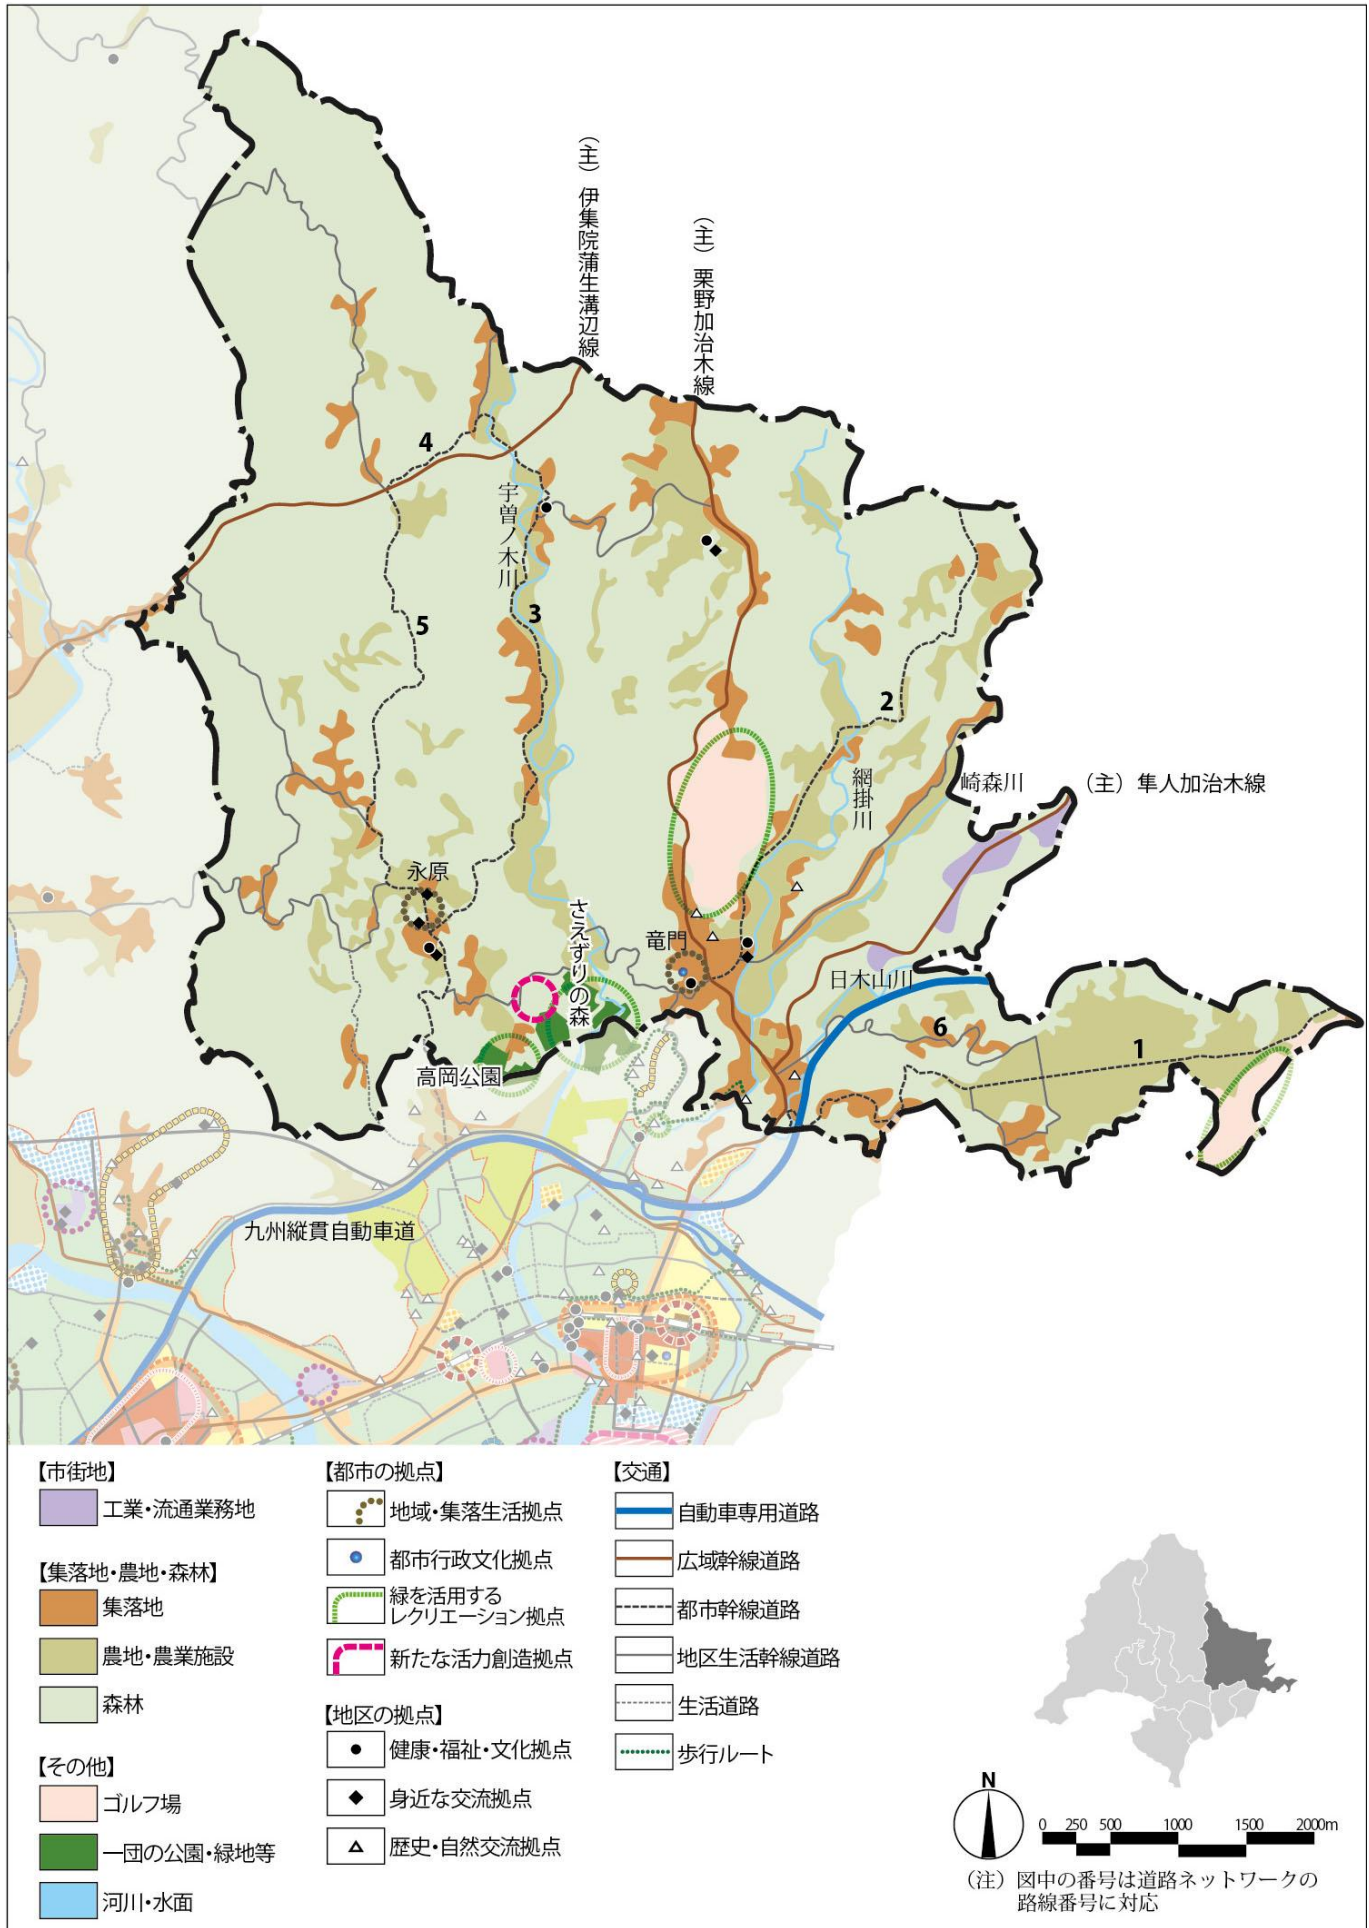 （主）伊集院蒲生溝辺線
（主）栗野加治木線
4
宇曽ノ木川
5
3
2
網掛川
崎森川
（主）隼人加治木線
永原
さえずりの森
竜門
日木山川
6
1
高岡公園
九州縦貫自動車道
【市街地】
工業・流通業務地
【集落地・農地・森林】
集落地
農地・農業施設
森林
【その他】
ゴルフ場
一団の公園・緑地等
河川・水面
【都市の拠点】
地域・集落生活拠点
都市行政文化拠点
緑を活用する
レクリエーション拠点
新たな活力創造拠点
【地区の拠点】
健康・福祉・文化拠点
身近な交流拠点
歴史・自然交流拠点
【交通】
自動車専用道路
広域幹線道路
都市幹線道路
地区生活幹線道路
生活道路
歩行ルート
N
0 250 500 1000 1500 2000m
（注）図中の番号は道路ネットワークの
路線番号に対応